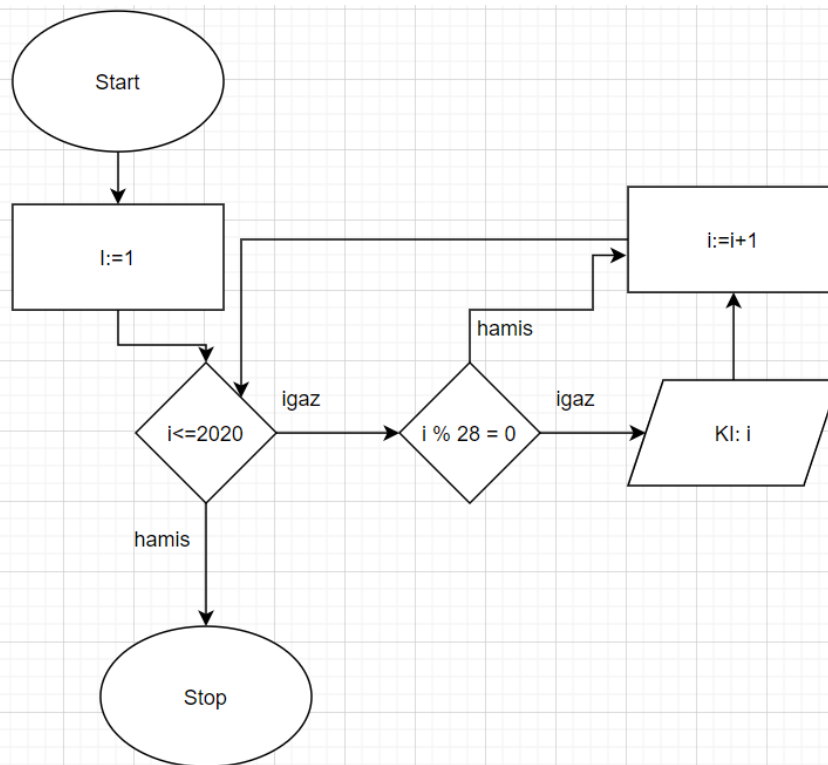 Start
I:=1
i<=2020
igaz
hamis
i % 28 = 0
hamis
igaz
KI: i
i:=i+1
Stop